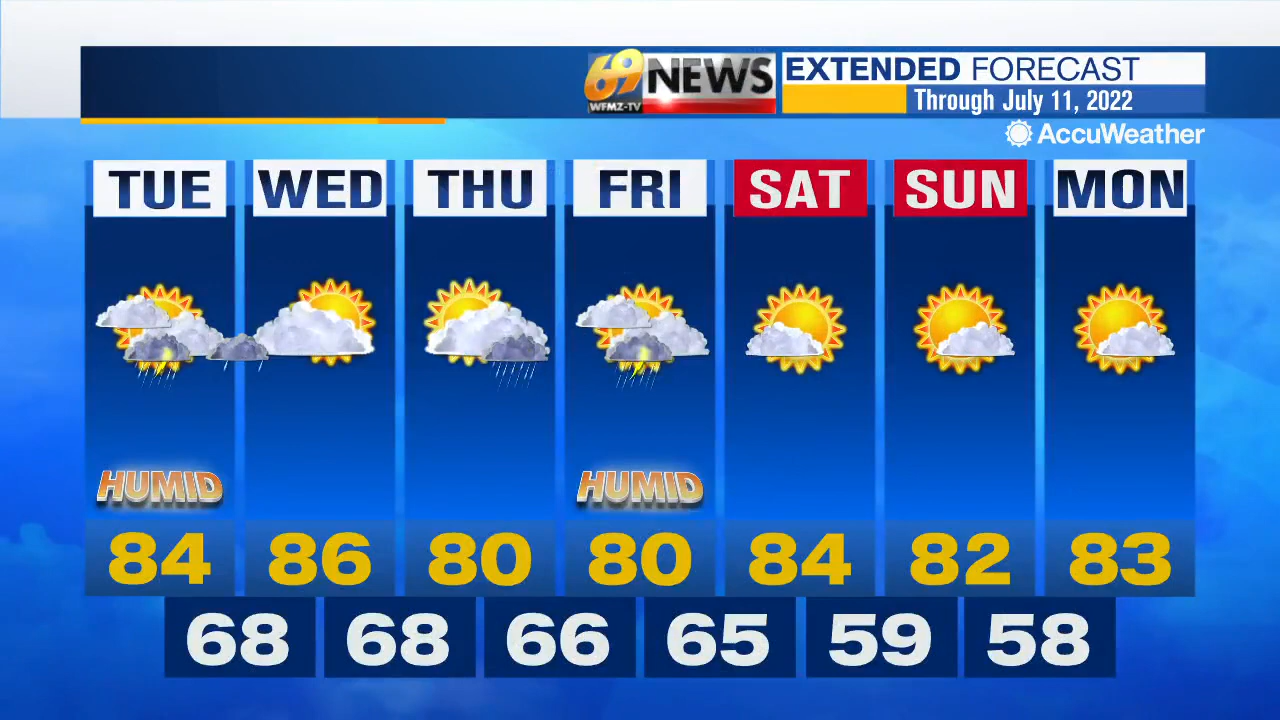 69 NEWS
WFMZ-TV
EXTENDED FORECAST
Through July 11, 2022
AccuWeather
TUE WED THU FRI SAT SUN MON
HUMID HUMID
84 86 80 80 84 82 83
68 68 66 65 59 58